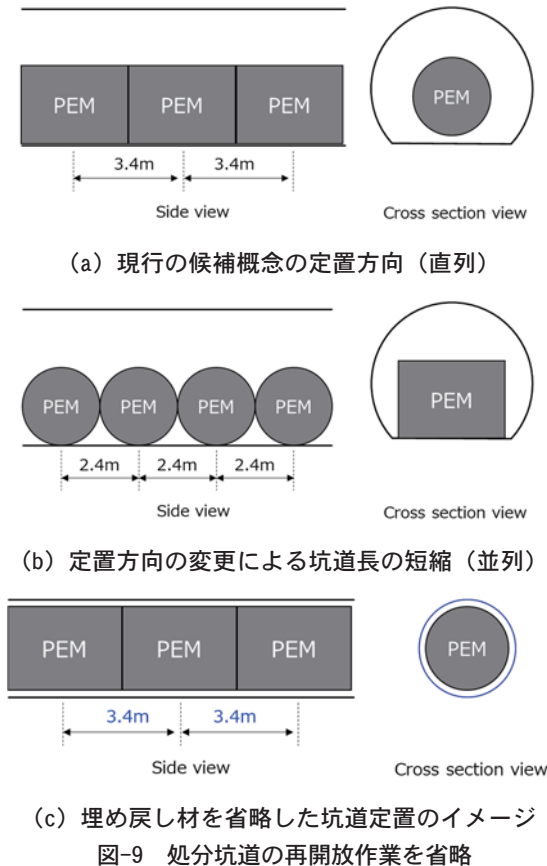 PEM PEM PEM PEM
3.4m 3.4m
Side view Cross section view
(a) 現行の候補概念の定置方向（直列）
PEM PEM PEM PEM PEM
2.4m 2.4m 2.4m
Side view Cross section view
(b) 定置方向の変更による坑道長の短縮（並列）
PEM PEM PEM PEM
3.4m 3.4m
Side view Cross section view
(c) 埋め戻し材を省略した坑道定置のイメージ
図-9 処分坑道の再開放作業を省略